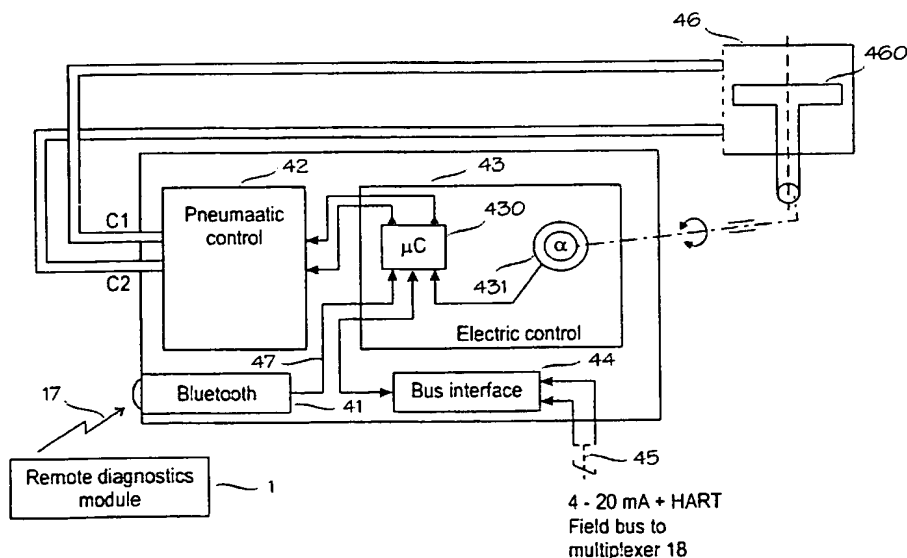 46
460
42
43
C1
Pneumaatic
control
430
µC
α
431
C2
Electric control
47
44
17
Bluetooth
41
Bus interface
45
Remote diagnostics
module
1
4 - 20 mA + HART
Field bus to
multiplexer 18